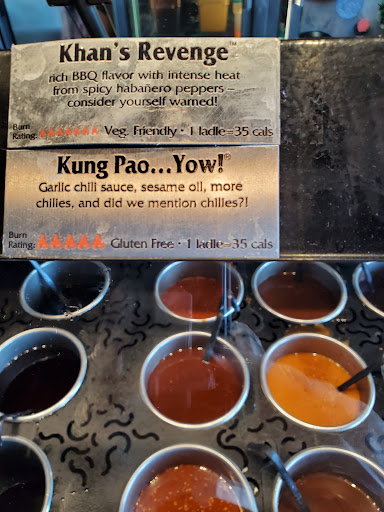 Khan's Revenge™
rich BBQ flavor with intense heat
from spicy habañero peppers –
consider yourself warned!
Burn
Rating: Veg. Friendly • 1 ladle=35 cals
Kung Pao...Yow!®
Garlic chili sauce, sesame oil, more
chilies, and did we mention chilies?!
Burn
Rating: Gluten Free • 1 ladle=35 cals